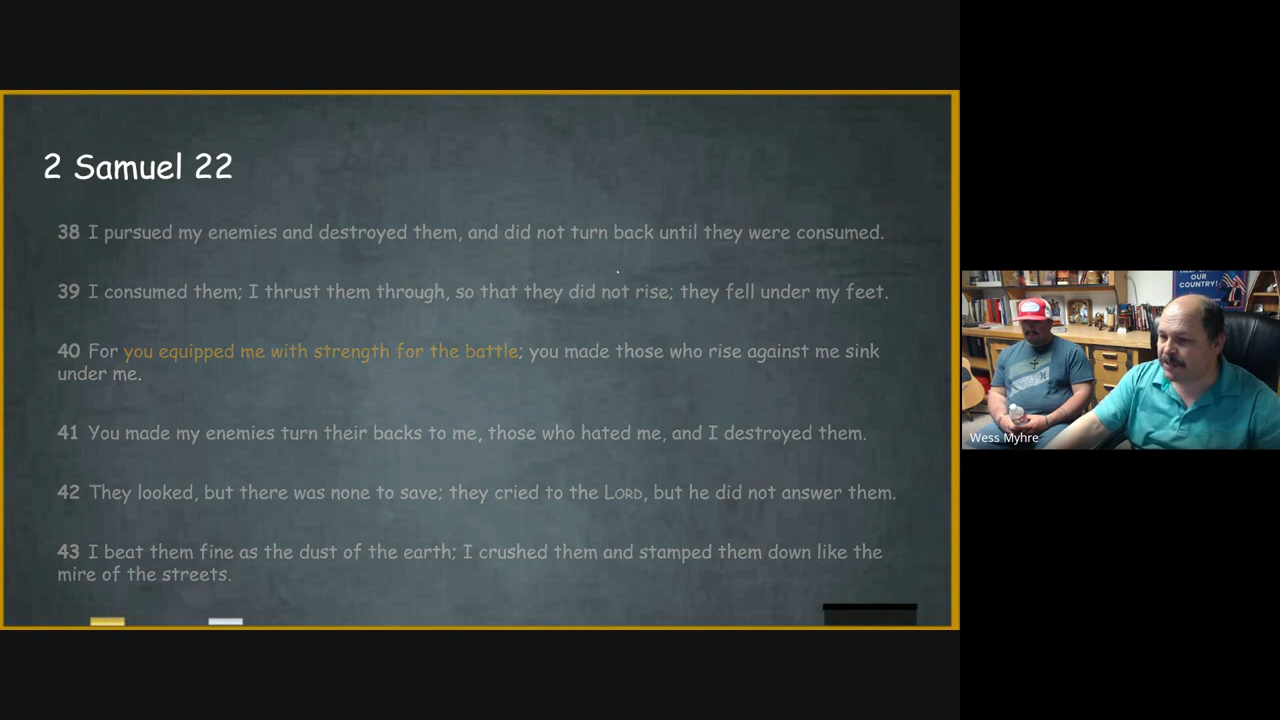 2 Samuel 22
38 I pursued my enemies and destroyed them, and did not turn back until they were consumed.
39 I consumed them; I thrust them through, so that they did not rise; they fell under my feet.
40 For you equipped me with strength for the battle; you made those who rise against me sink
under me.
41 You made my enemies turn their backs to me, those who hated me, and I destroyed them.
42 They looked, but there was none to save; they cried to the LORD, but he did not answer them.
43 I beat them fine as the dust of the earth; I crushed them and stamped them down like the
mire of the streets.
OUR
COUNTRY!
Wess Myhre